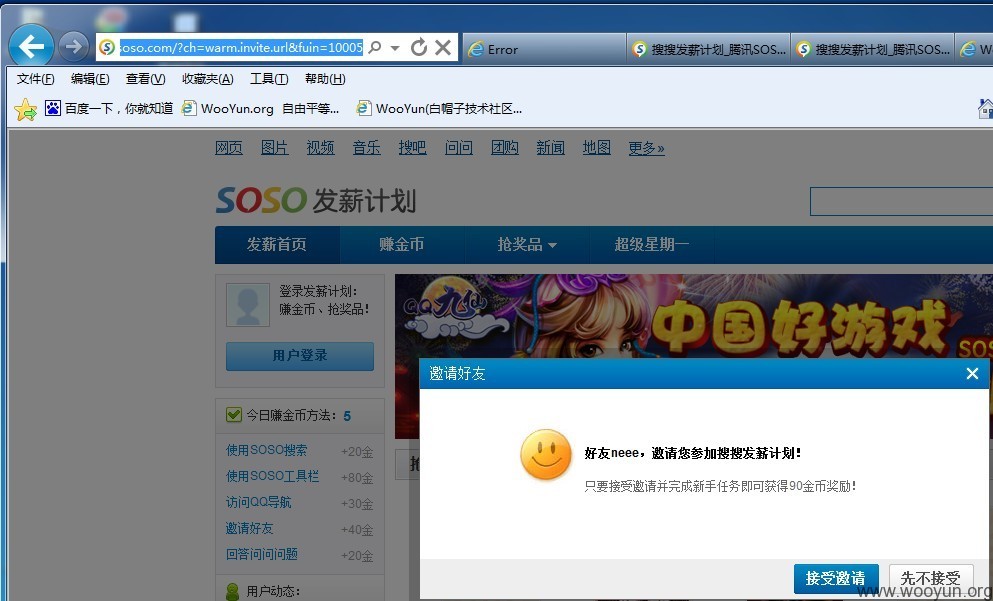 soso.com/?ch=warm.invite.url&fuin=10005
Error
搜搜发薪计划_腾讯SOS...
搜搜发薪计划_腾讯SOS...
文件(F) 编辑(E) 查看(V) 收藏夹(A) 工具(T) 帮助(H)
百度一下，你就知道 WooYun.org 自由平等... WooYun(白帽子技术社区...
网页 图片 视频 音乐 搜吧 问问 团购 新闻 地图 更多»
SOSO 发薪计划
发薪首页 赚金币 抢奖品 超级星期一
登录发薪计划:
赚金币、抢奖品!
用户登录
QQ九仙
中国好游戏
SOS
邀请好友
今日赚金币方法: 5
使用SOSO搜索 +20金
使用SOSO工具栏 +80金
访问QQ导航 +30金
邀请好友 +40金
回答问问问题 +20金
用户动态:
好友neee，邀请您参加搜搜发薪计划!
只要接受邀请并完成新手任务即可获得90金币奖励!
接受邀请 先不接受
www.wooyun.org